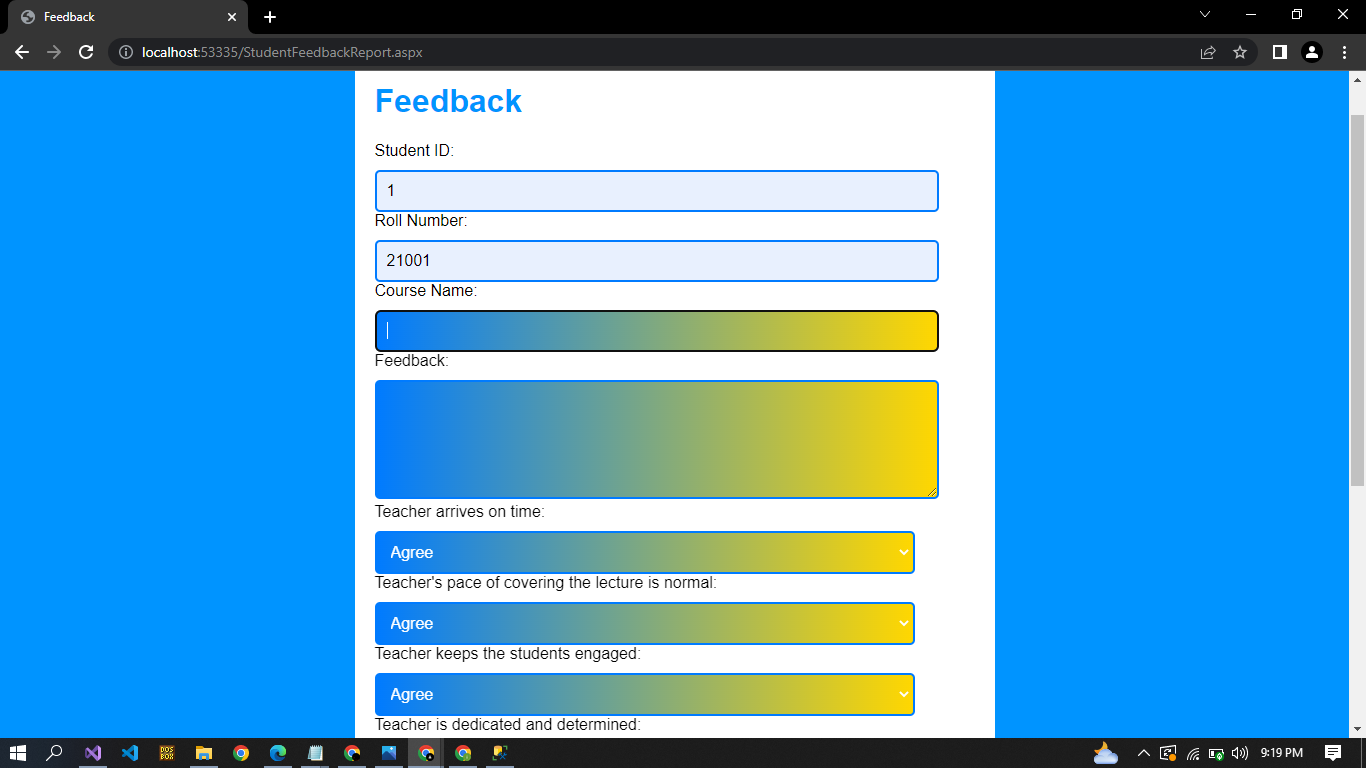 Feedback
localhost:53335/StudentFeedbackReport.aspx
Feedback
Student ID:
1
Roll Number:
21001
Course Name:
Feedback:
Teacher arrives on time:
Agree
Teacher's pace of covering the lecture is normal:
Agree
Teacher keeps the students engaged:
Agree
Teacher is dedicated and determined:
DOS
BOX
9:19 PM